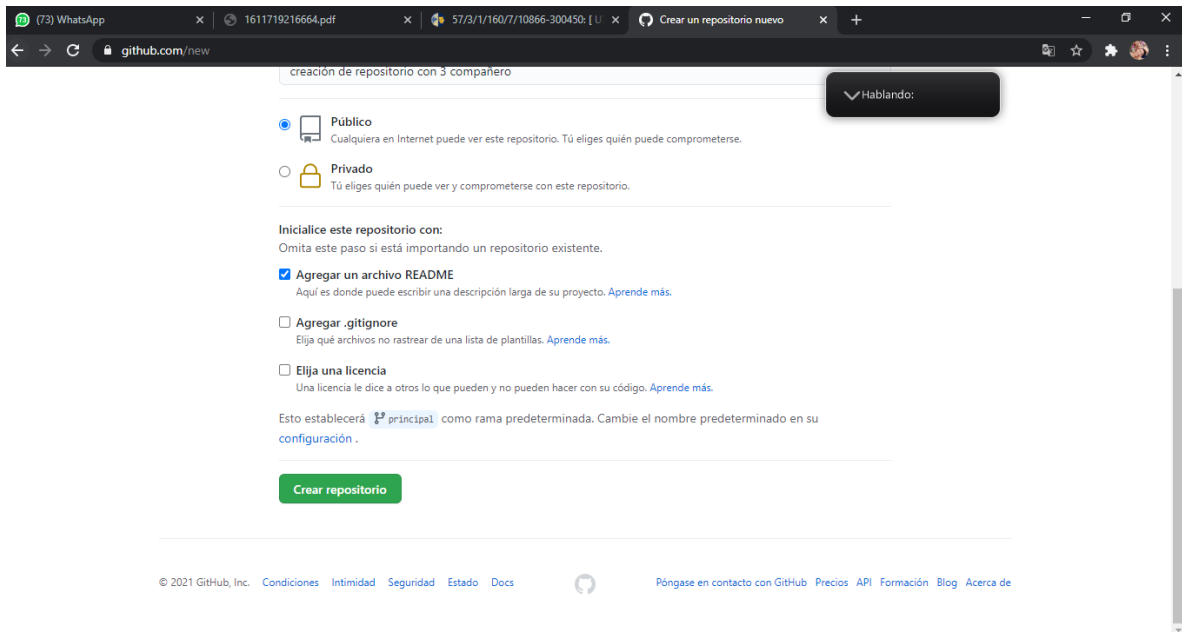 (73) WhatsApp
1611719216664.pdf
57/3/1/160/7/10866-300450: [ U
Crear un repositorio nuevo
github.com/new
creación de repositorio con 3 compañero
Hablando:
Público
Cualquiera en Internet puede ver este repositorio. Tú eliges quién puede comprometerse.
Privado
Tú eliges quién puede ver y comprometerse con este repositorio.
Inicialice este repositorio con:
Omita este paso si está importando un repositorio existente.
Agregar un archivo README
Aquí es donde puede escribir una descripción larga de su proyecto. Aprende más.
Agregar .gitignore
Elija qué archivos no rastrear de una lista de plantillas. Aprende más.
Elija una licencia
Una licencia le dice a otros lo que pueden y no pueden hacer con su código. Aprende más.
Esto establecerá principal como rama predeterminada. Cambie el nombre predeterminado en su
configuración .
Crear repositorio
© 2021 GitHub, Inc. Condiciones Intimidad Seguridad Estado Docs Póngase en contacto con GitHub Precios API Formación Blog Acerca de